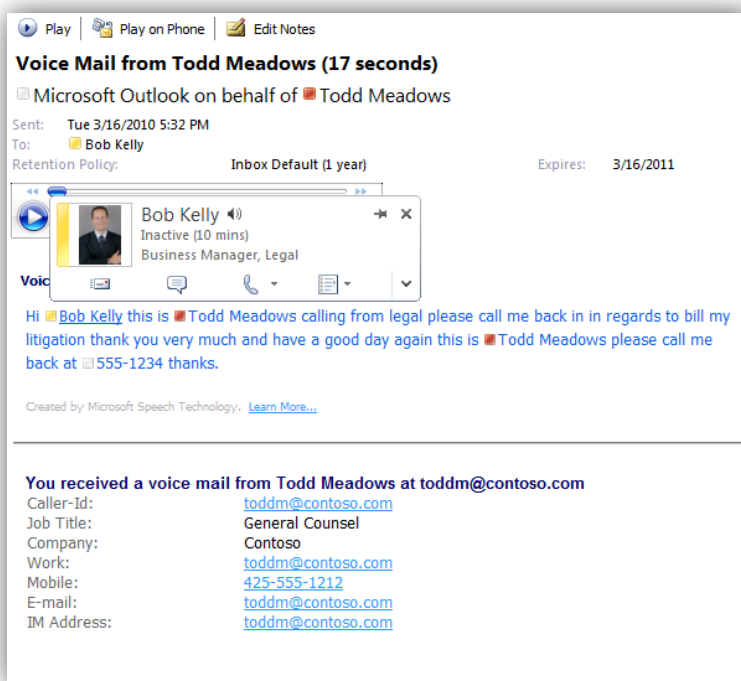 Play Play on Phone Edit Notes
Voice Mail from Todd Meadows (17 seconds)
Microsoft Outlook on behalf of Todd Meadows
Sent: Tue 3/16/2010 5:32 PM
To: Bob Kelly
Retention Policy: Inbox Default (1 year) Expires: 3/16/2011
Bob Kelly
Inactive (10 mins)
Business Manager, Legal
Voic
Hi Bob Kelly this is Todd Meadows calling from legal please call me back in in regards to bill my
litigation thank you very much and have a good day again this is Todd Meadows please call me
back at 555-1234 thanks.
Created by Microsoft Speech Technology. Learn More...
You received a voice mail from Todd Meadows at toddm@contoso.com
Caller-Id: toddm@contoso.com
Job Title: General Counsel
Company: Contoso
Work: toddm@contoso.com
Mobile: 425-555-1212
E-mail: toddm@contoso.com
IM Address: toddm@contoso.com